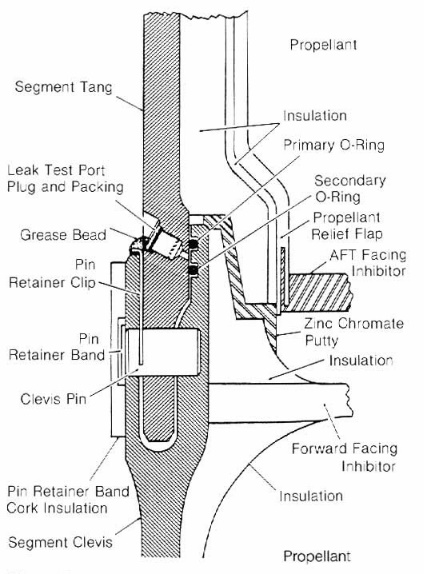 Propellant
Segment Tang
Insulation
Primary O-Ring
Leak Test Port
Plug and Packing
Secondary
O-Ring
Grease Bead
Propellant
Relief Flap
Pin
Retainer Clip
AFT Facing
Inhibitor
Pin
Retainer Band
Zinc Chromate
Putty
Insulation
Clevis Pin
Forward Facing
Inhibitor
Pin Retainer Band
Cork Insulation
Insulation
Segment Clevis
Propellant